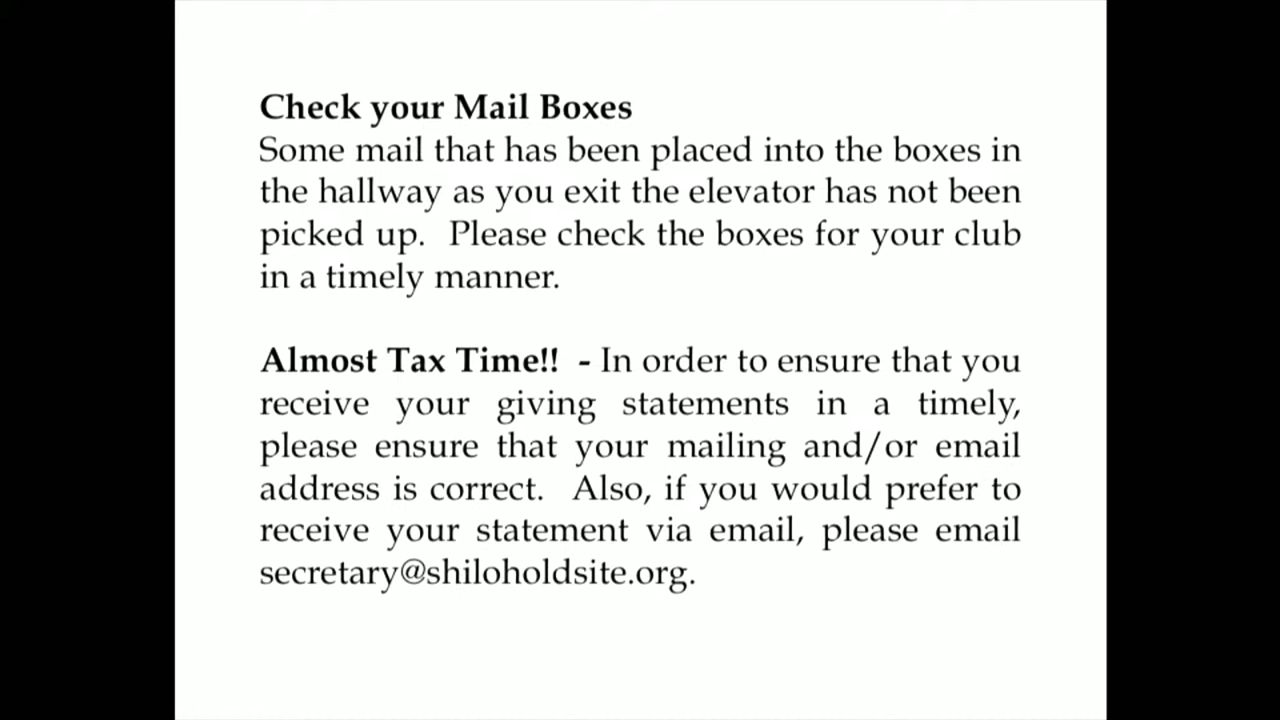 Check your Mail Boxes
Some mail that has been placed into the boxes in
the hallway as you exit the elevator has not been
picked up.  Please check the boxes for your club
in a timely manner.
Almost Tax Time!!  - In order to ensure that you
receive your giving statements in a timely,
please ensure that your mailing and/or email
address is correct.  Also, if you would prefer to
receive your statement via email, please email
secretary@shiloholdsite.org.